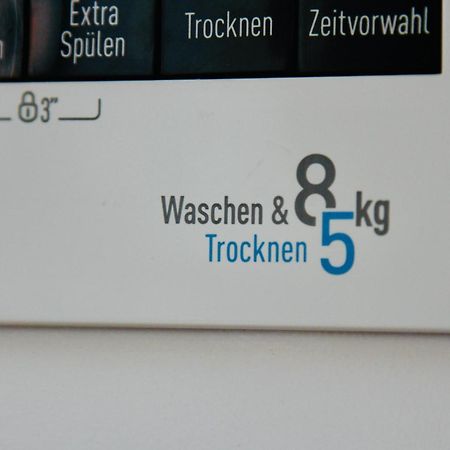 Extra
Spülen
Trocknen
Zeitvorwahl
3"
Waschen & 8 kg
Trocknen 5